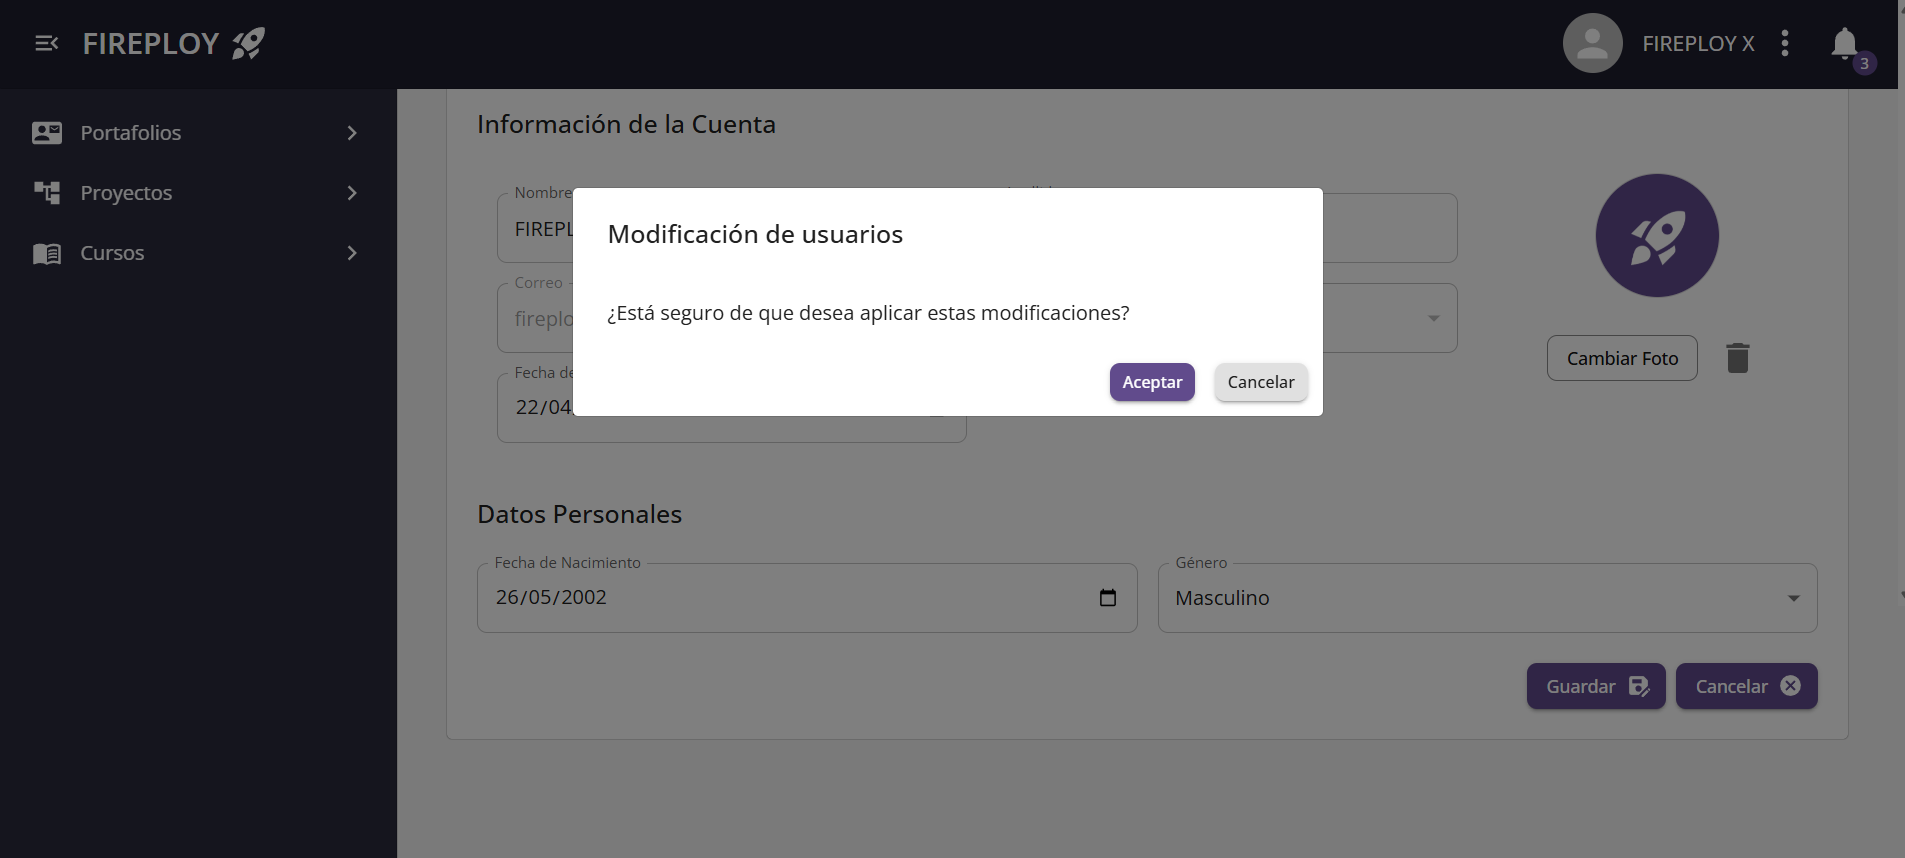 FIREPLOY
FIREPLOY X
3
Portafolios
Proyectos
Cursos
Información de la Cuenta
Nombre
FIREPL
Correo
Fecha de
22/04
Modificación de usuarios
¿Está seguro de que desea aplicar estas modificaciones?
Aceptar
Cancelar
Cambiar Foto
Datos Personales
Fecha de Nacimiento
26/05/2002
Género
Masculino
Guardar
Cancelar